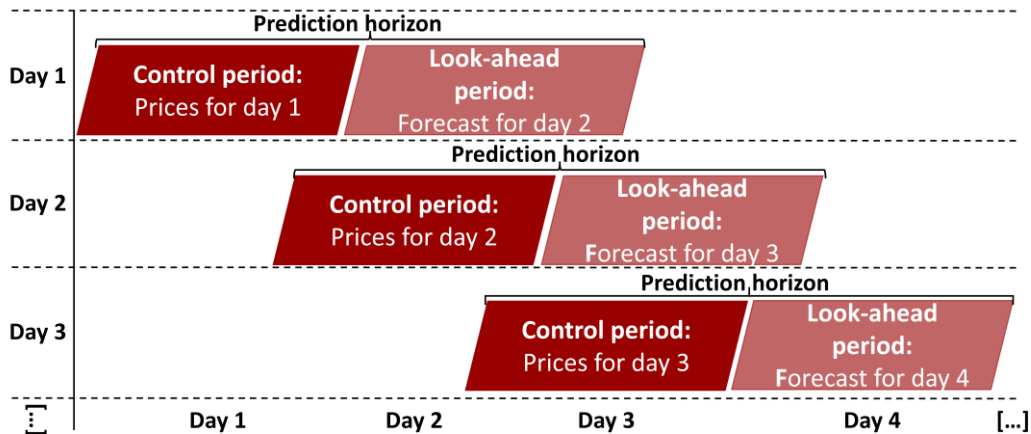 Prediction horizon
Day 1
Control period:
Prices for day 1
Look-ahead
period:
Forecast for day 2
Prediction horizon
Day 2
Control period:
Prices for day 2
Look-ahead
period:
Forecast for day 3
Prediction horizon
Day 3
Control period:
Prices for day 3
Look-ahead
period:
Forecast for day 4
[...]
Day 1
Day 2
Day 3
Day 4
[...]